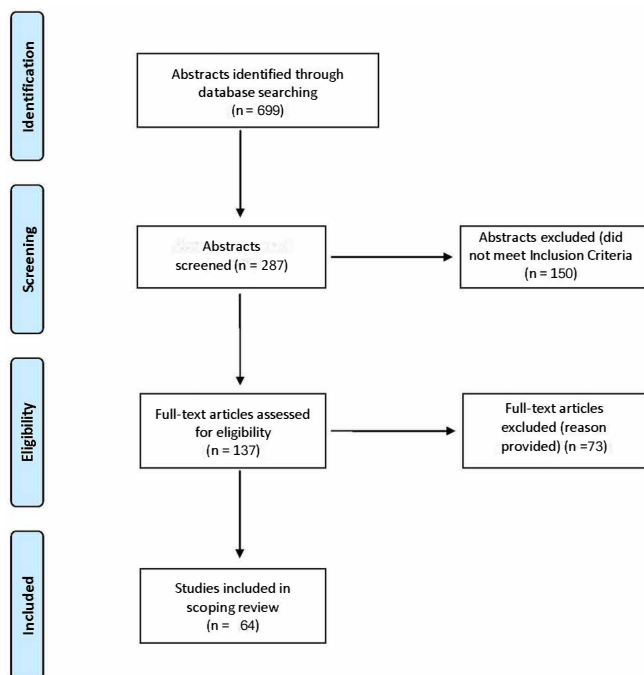 Identification
Abstracts identified through
database searching
(n = 699)
Screening
Abstracts
screened (n = 287)
Abstracts excluded (did
not meet Inclusion Criteria
(n = 150)
Eligibility
Full-text articles assessed
for eligibility
(n = 137)
Full-text articles
excluded (reason
provided) (n =73)
Included
Studies included in
scoping review
(n = 64)